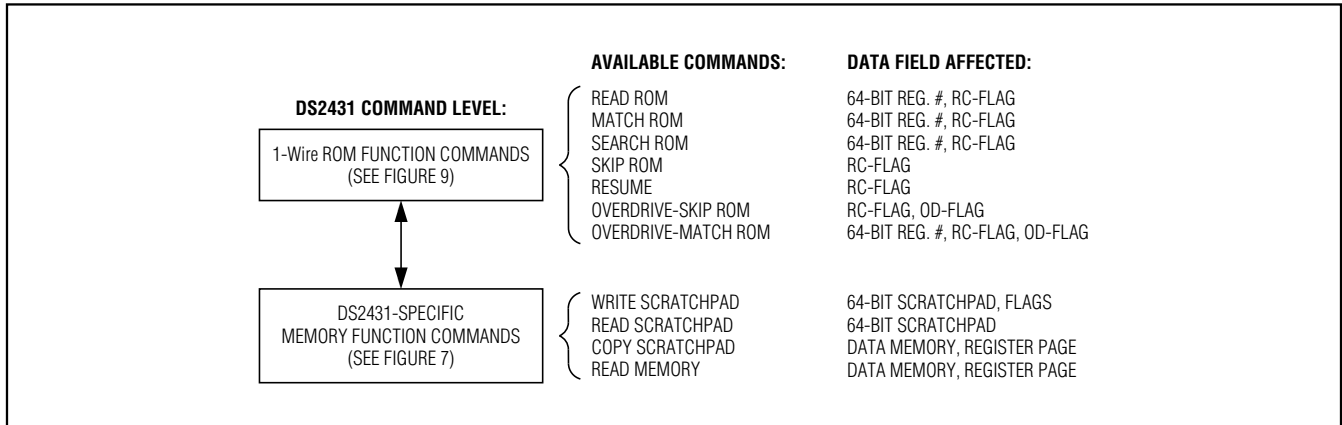 AVAILABLE COMMANDS: DATA FIELD AFFECTED:
DS2431 COMMAND LEVEL:
1-Wire ROM FUNCTION COMMANDS
(SEE FIGURE 9)
READ ROM 64-BIT REG. #, RC-FLAG
MATCH ROM 64-BIT REG. #, RC-FLAG
SEARCH ROM 64-BIT REG. #, RC-FLAG
SKIP ROM RC-FLAG
RESUME RC-FLAG
OVERDRIVE-SKIP ROM RC-FLAG, OD-FLAG
OVERDRIVE-MATCH ROM 64-BIT REG. #, RC-FLAG, OD-FLAG
DS2431-SPECIFIC
MEMORY FUNCTION COMMANDS
(SEE FIGURE 7)
WRITE SCRATCHPAD 64-BIT SCRATCHPAD, FLAGS
READ SCRATCHPAD 64-BIT SCRATCHPAD
COPY SCRATCHPAD DATA MEMORY, REGISTER PAGE
READ MEMORY DATA MEMORY, REGISTER PAGE